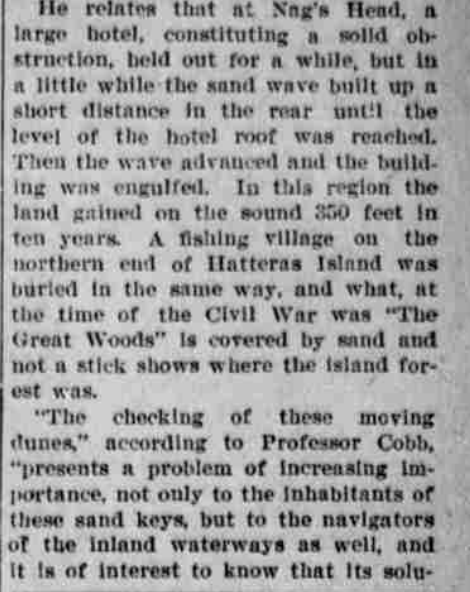 He relates that at Nag's Head, a
large hotel, constituting a solid ob-
struction, held out for a while, but in
a little while the sand wave built up a
short distance in the rear until the
level of the hotel roof was reached.
Then the wave advanced and the build-
ing was engulfed. In this region the
land gained on the sound 350 feet in
ten years. A fishing village on the
northern end of Hatteras Island was
buried in the same way, and what, at
the time of the Civil War was "The
Great Woods" is covered by sand and
not a stick shows where the island for-
est was.
"The checking of these moving
dunes," according to Professor Cobb,
"presents a problem of increasing im-
portance, not only to the inhabitants of
these sand keys, but to the navigators
of the inland waterways as well, and
it is of interest to know that its solu-